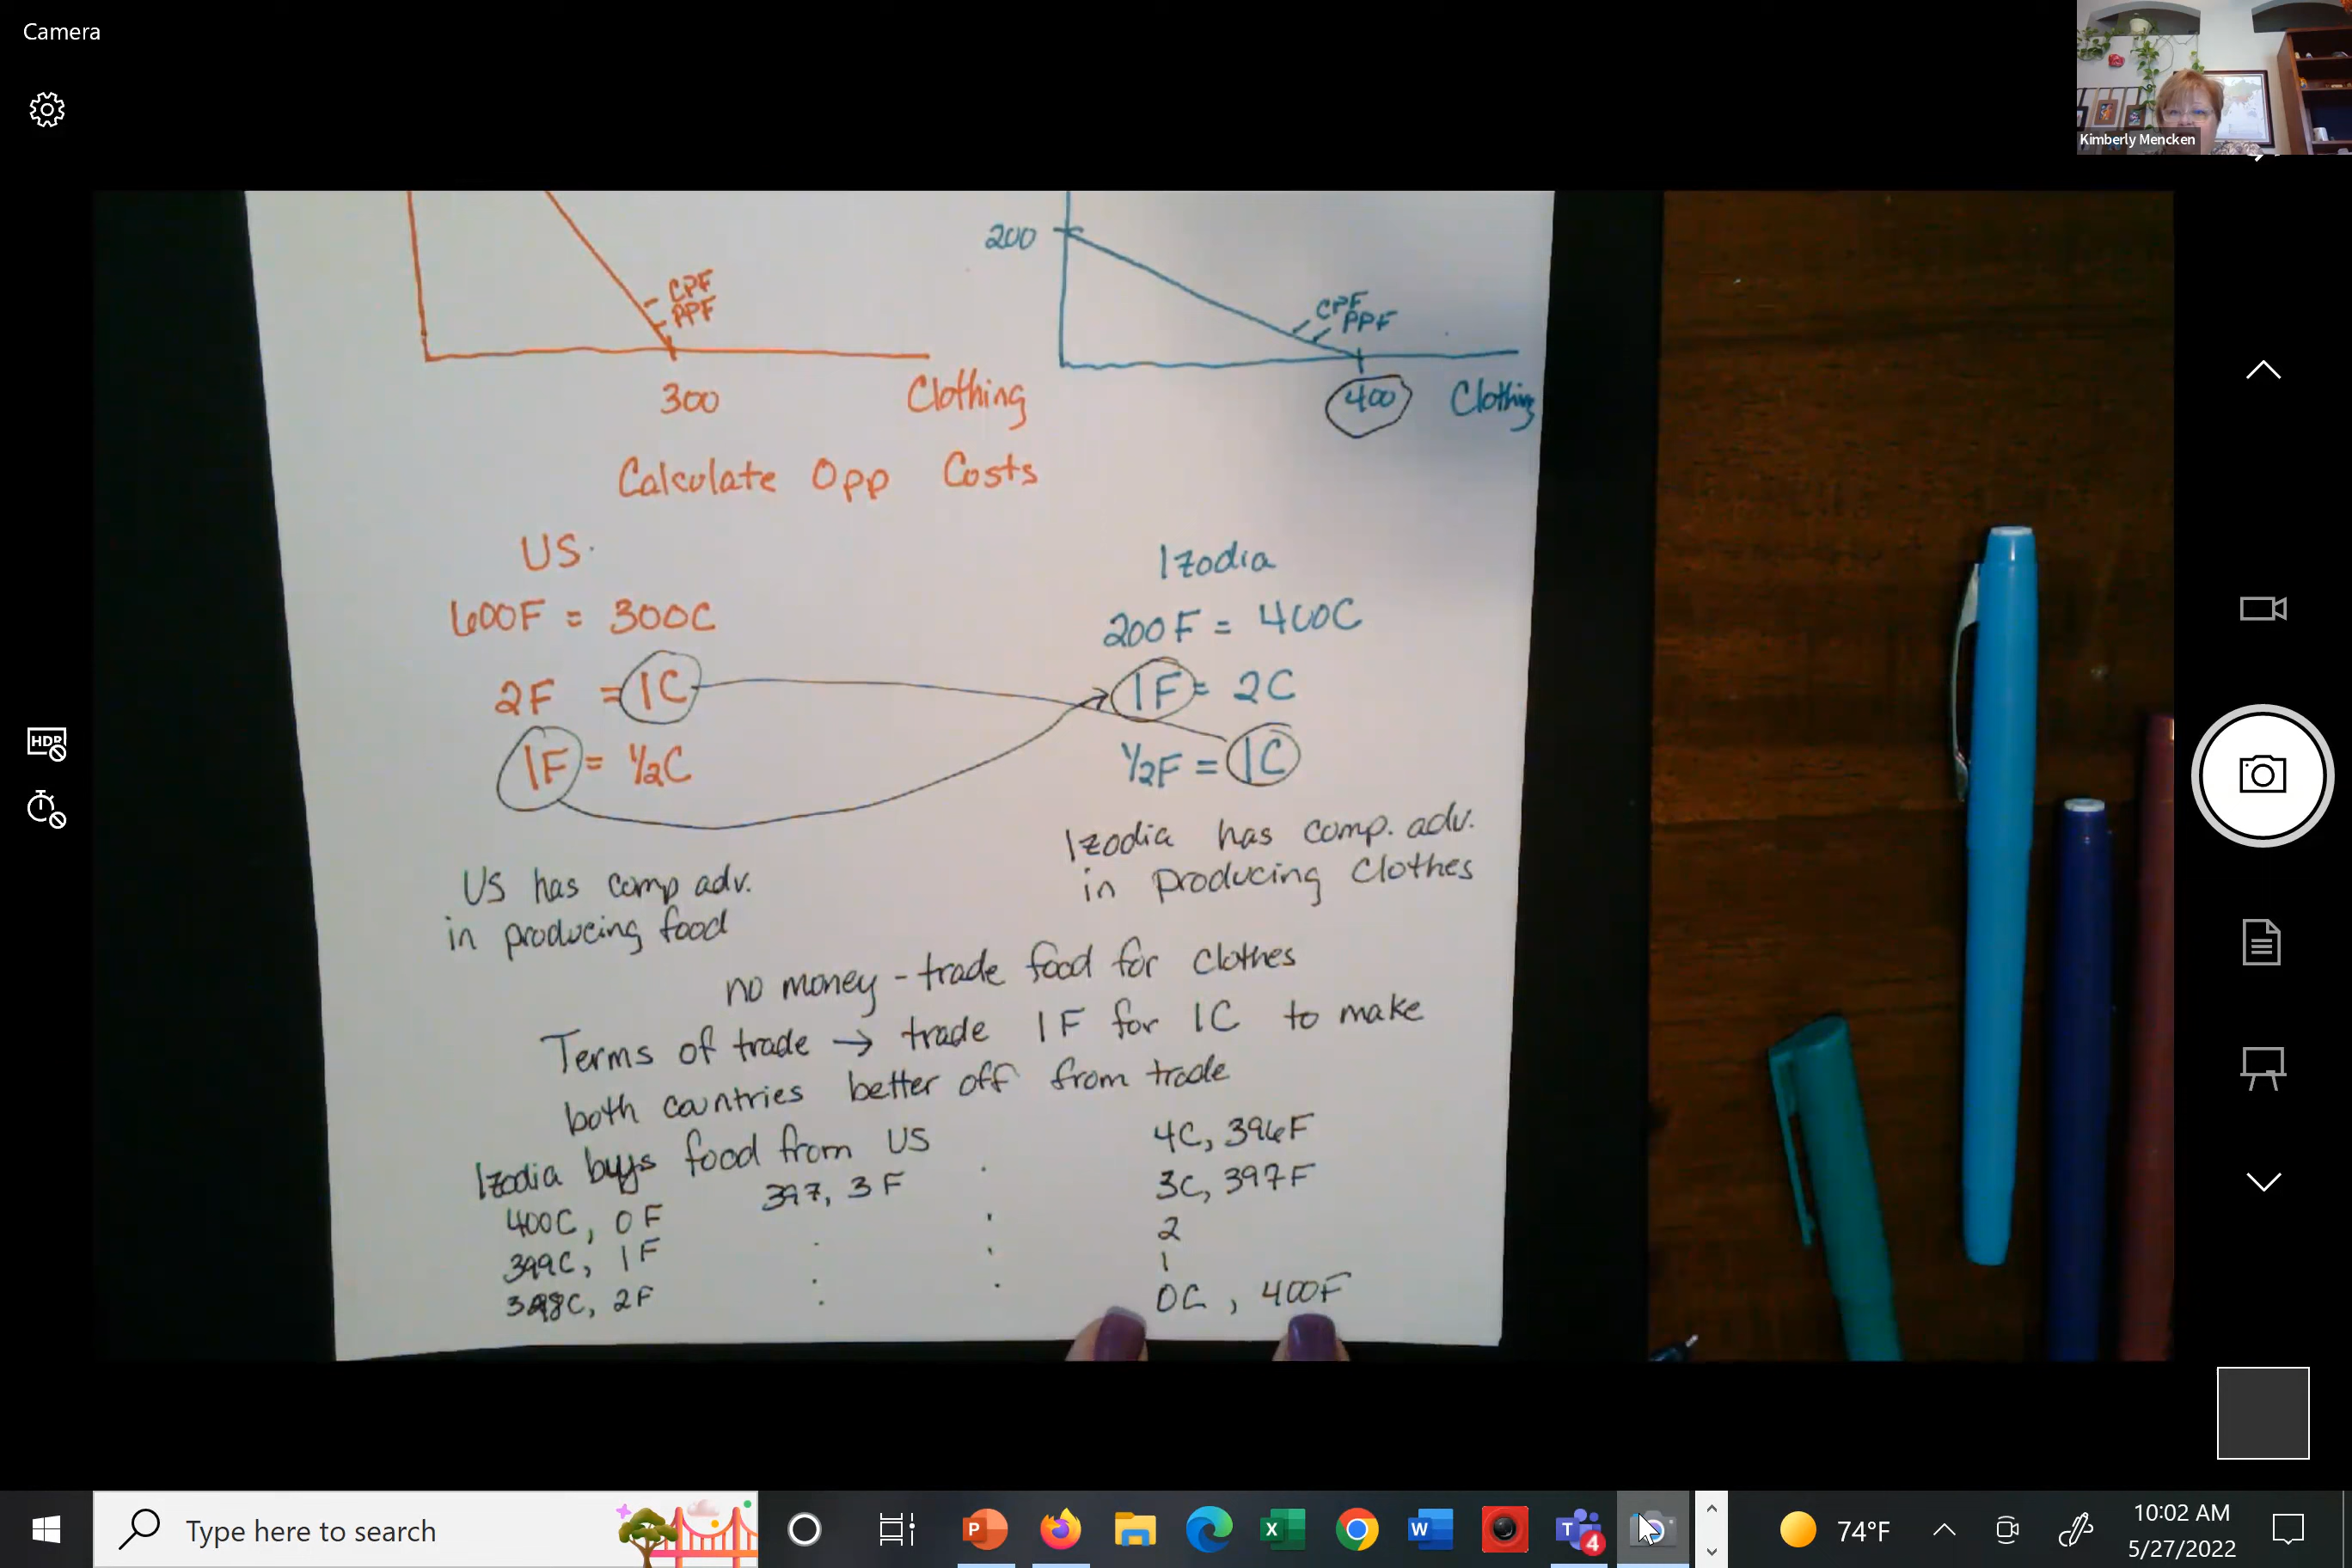 Camera
Kimberly Mencken
200
CPF
PPF
CPF
PPF
300
Clothing
400
Clothing
Calculate Opp Costs
US
Izodia
600F = 300C
200F = 400C
2F = 1C
1F = 2C
1F = 1/2C
1/2F = 1C
US has comp adv.
in producing food
Izodia has comp. adv.
in producing clothes
no money - trade food for clothes
Terms of trade → trade 1F for 1C to make
both countries better off from trade
Izodia buys food from US
400C, 0F
399C, 1F
398C, 2F
397, 3F
4C, 396F
3C, 397F
2
1
0C, 400F
HDR
Type here to search
P
X
W
T
4
74°F
10:02 AM
5/27/2022